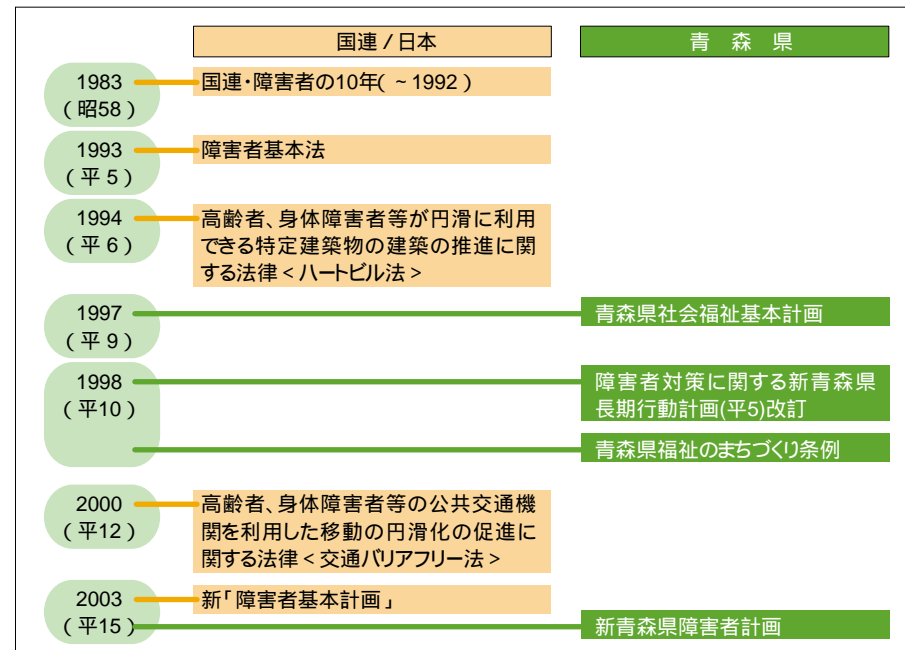 国連/日本
青 森 県
1983
(昭58)
国連・障害者の10年( ~1992 )
1993
(平 5 )
障害者基本法
1994
(平 6 )
高齢者、身体障害者等が円滑に利用
できる特定建築物の建築の推進に関
する法律<ハートビル法>
1997
(平 9 )
青森県社会福祉基本計画
1998
(平10)
障害者対策に関する新青森県
長期行動計画(平5)改訂
青森県福祉のまちづくり条例
2000
(平12)
高齢者、身体障害者等の公共交通機
関を利用した移動の円滑化の促進に
関する法律<交通バリアフリー法>
2003
(平15)
新「障害者基本計画」
新青森県障害者計画